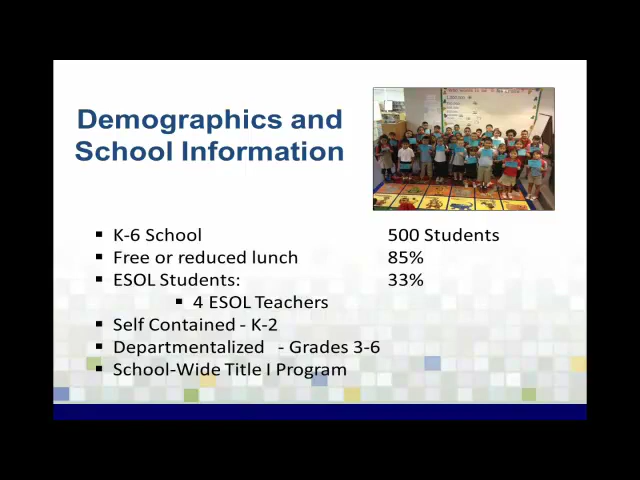 Demographics and
School Information
▪ K-6 School 500 Students
▪ Free or reduced lunch 85%
▪ ESOL Students: 33%
▪ 4 ESOL Teachers
▪ Self Contained - K-2
▪ Departmentalized - Grades 3-6
▪ School-Wide Title I Program